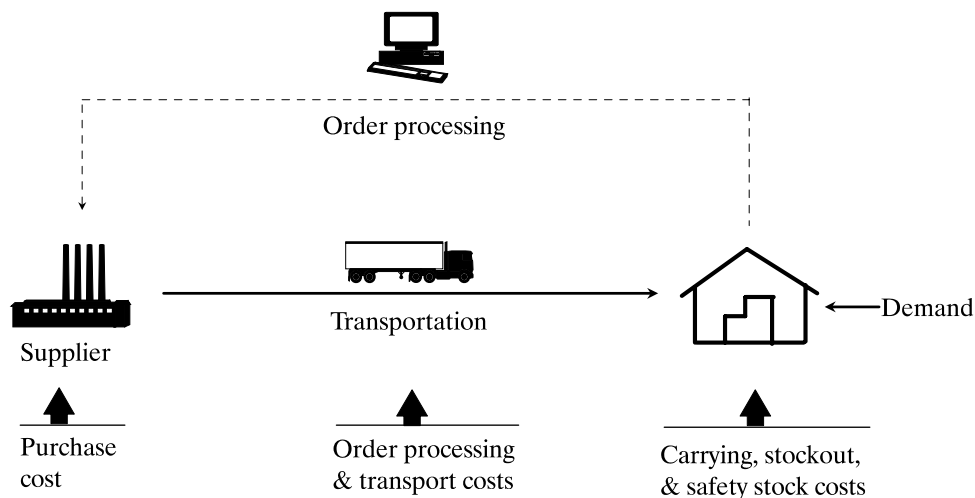 Order processing
Transportation
Demand
Supplier
Purchase
cost
Order processing
& transport costs
Carrying, stockout,
& safety stock costs